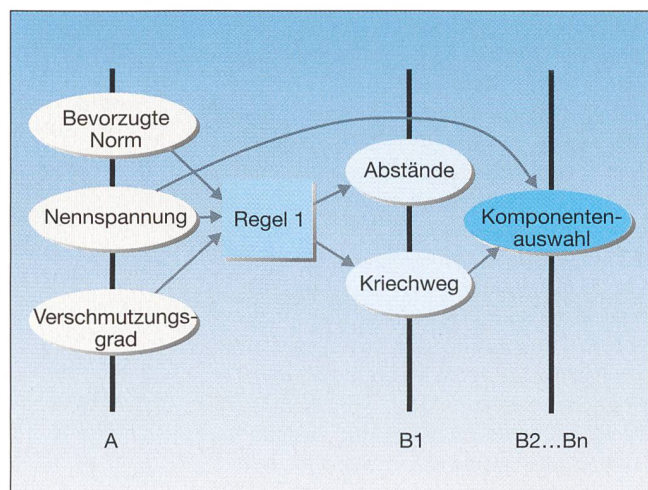 Bevorzugte
Norm
Nennspannung
Verschmutzungs-
grad
Regel 1
Abstände
Kriechweg
Komponenten-
auswahl
A
B1
B2...Bn